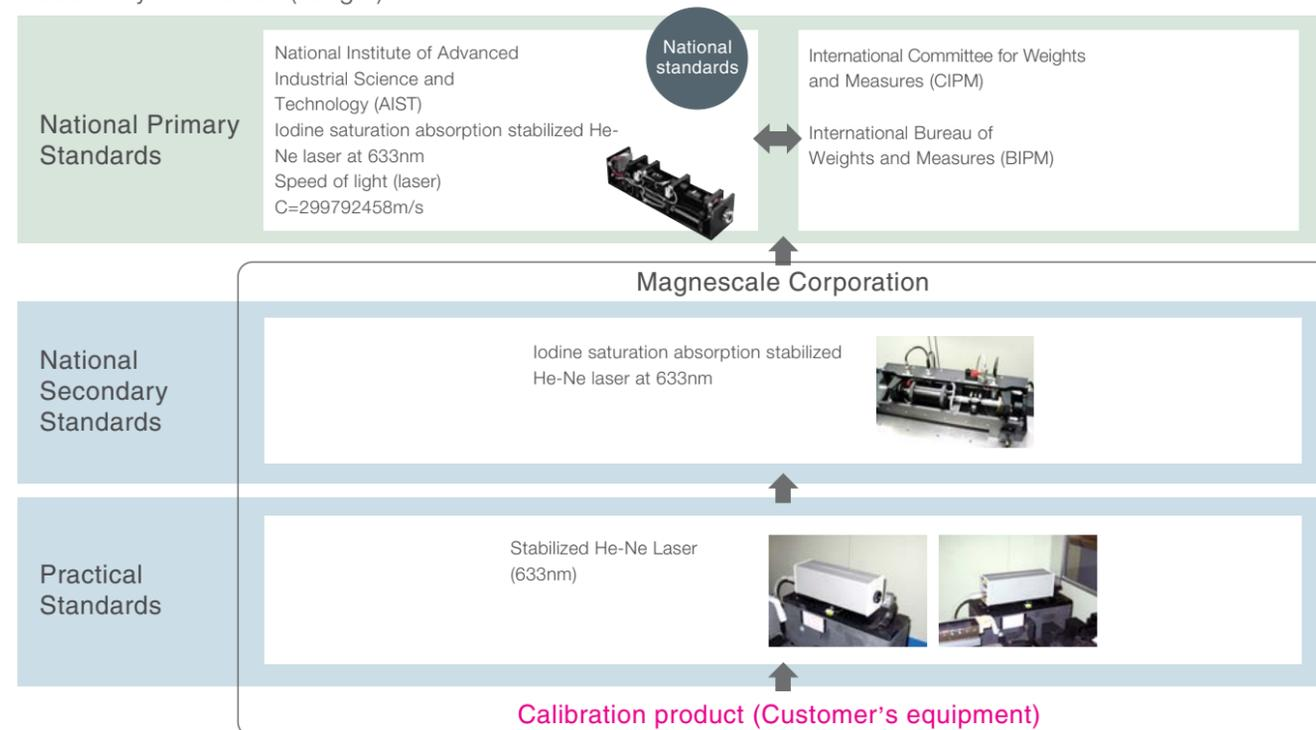 National Primary
Standards
National Institute of Advanced
Industrial Science and
Technology (AIST)
Iodine saturation absorption stabilized He-
Ne laser at 633nm
Speed of light (laser)
C=299792458m/s
National
standards
International Committee for Weights
and Measures (CIPM)
International Bureau of
Weights and Measures (BIPM)
Magnescale Corporation
National
Secondary
Standards
Iodine saturation absorption stabilized
He-Ne laser at 633nm
Practical
Standards
Stabilized He-Ne Laser
(633nm)
Calibration product (Customer’s equipment)